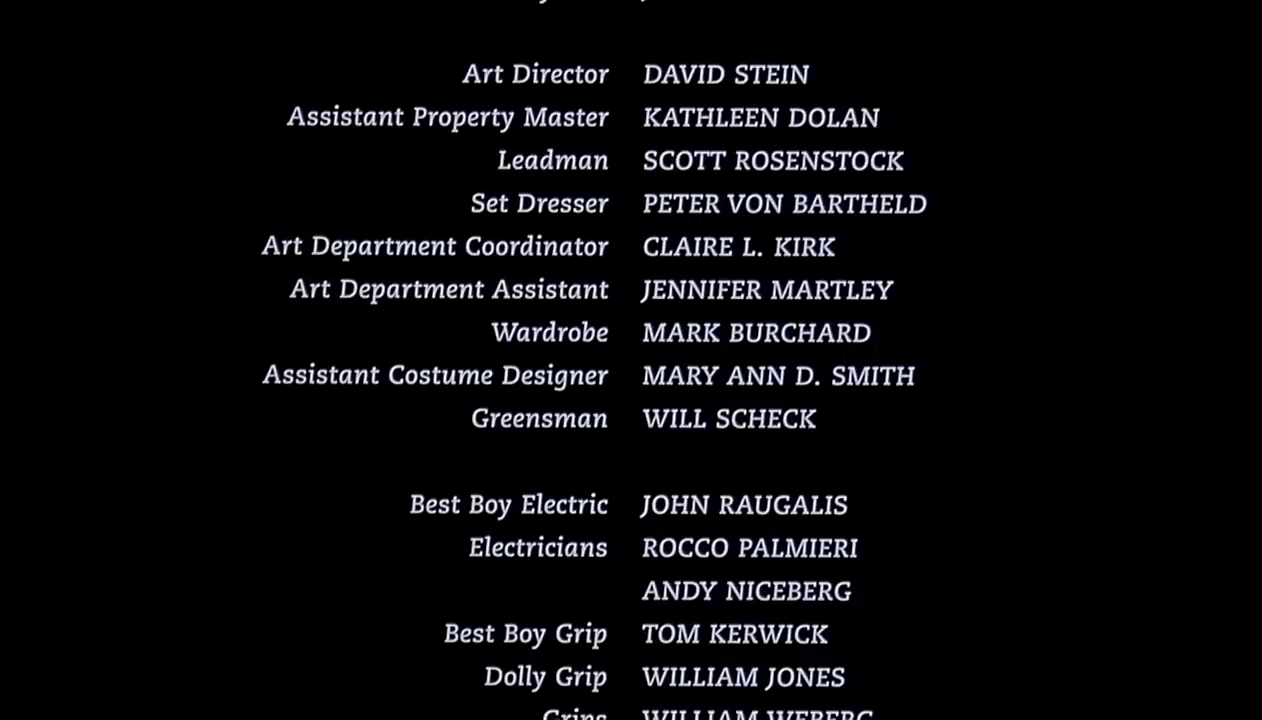 Art Director DAVID STEIN
Assistant Property Master KATHLEEN DOLAN
Leadman SCOTT ROSENSTOCK
Set Dresser PETER VON BARTHELD
Art Department Coordinator CLAIRE L. KIRK
Art Department Assistant JENNIFER MARTLEY
Wardrobe MARK BURCHARD
Assistant Costume Designer MARY ANN D. SMITH
Greensman WILL SCHECK
Best Boy Electric JOHN RAUGALIS
Electricians ROCCO PALMIERI
ANDY NICEBERG
Best Boy Grip TOM KERWICK
Dolly Grip WILLIAM JONES
Grips WILLIAM WEBERG